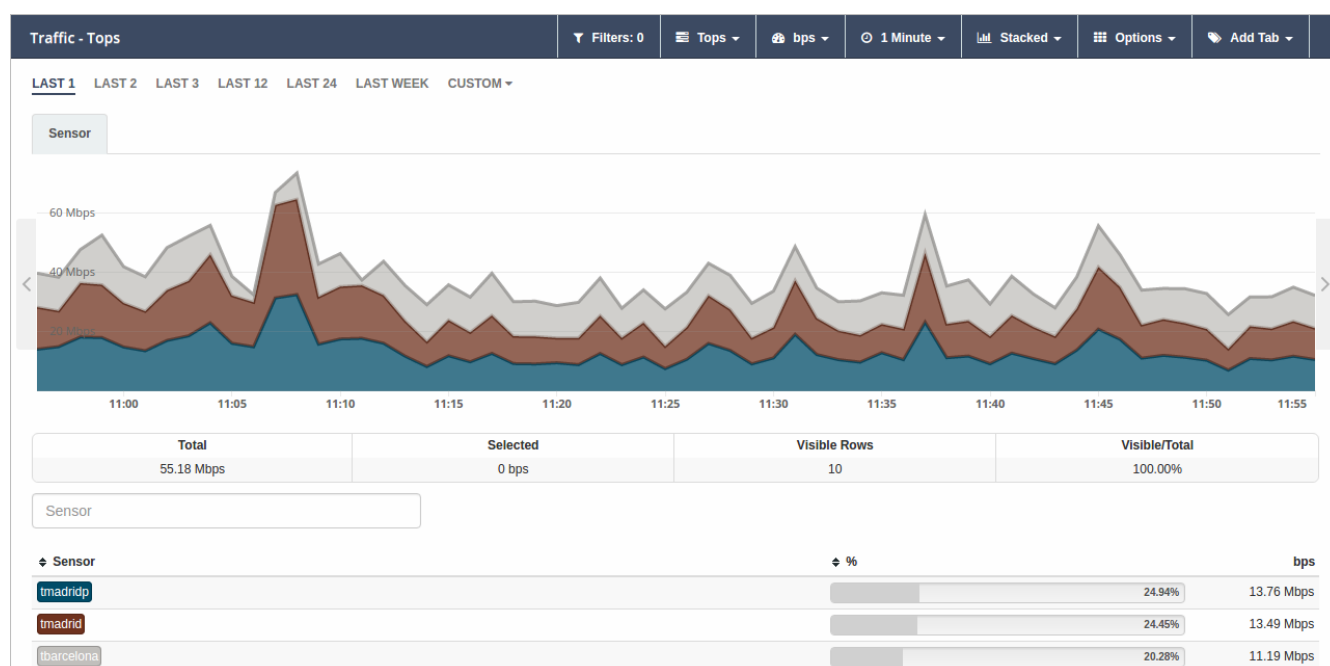 Traffic - Tops Filters: 0 Tops bps 1 Minute Stacked Options Add Tab
LAST 1 LAST 2 LAST 3 LAST 12 LAST 24 LAST WEEK CUSTOM
Sensor
60 Mbps
40 Mbps
20 Mbps
11:00 11:05 11:10 11:15 11:20 11:25 11:30 11:35 11:40 11:45 11:50 11:55
Total Selected Visible Rows Visible/Total
55.18 Mbps 0 bps 10 100.00%
Sensor
Sensor % bps
tmadridp 24.94% 13.76 Mbps
tmadrid 24.45% 13.49 Mbps
tbarcelona 20.28% 11.19 Mbps